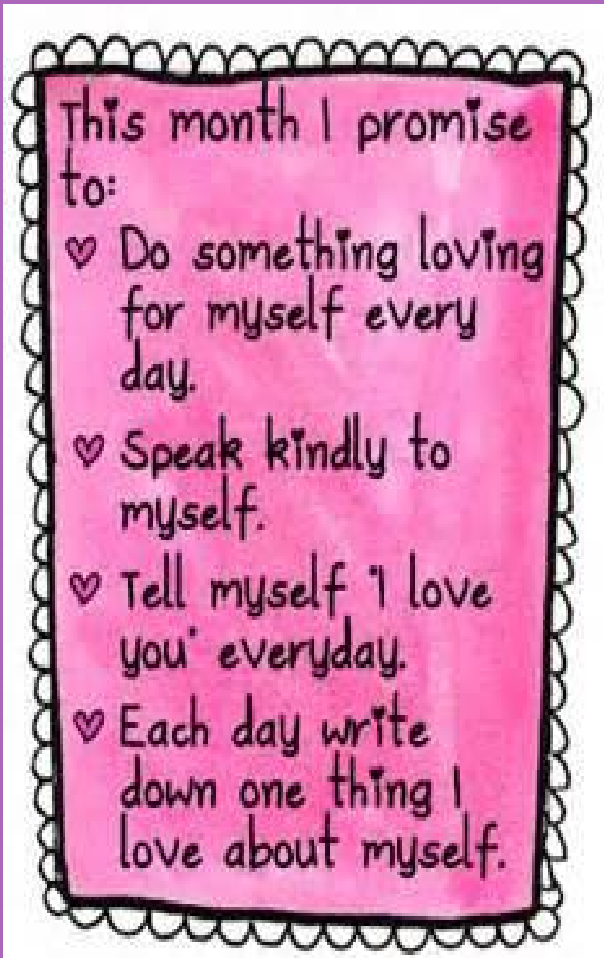 This month I promise
to:
♡ Do something loving
for myself every
day.
♡ Speak kindly to
myself.
♡ Tell myself "I love
you" everyday.
♡ Each day write
down one thing I
love about myself.